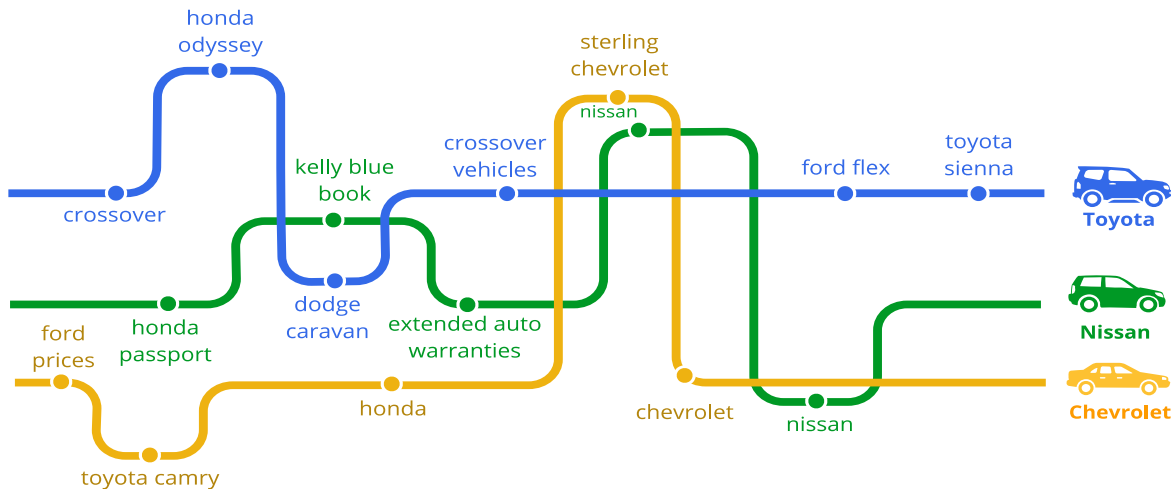 honda
odyssey
sterling
chevrolet
nissan
crossover
vehicles
toyota
sienna
kelly blue
book
ford flex
crossover
Toyota
dodge
caravan
honda
passport
extended auto
warranties
ford
prices
Nissan
honda
chevrolet
nissan
Chevrolet
toyota camry